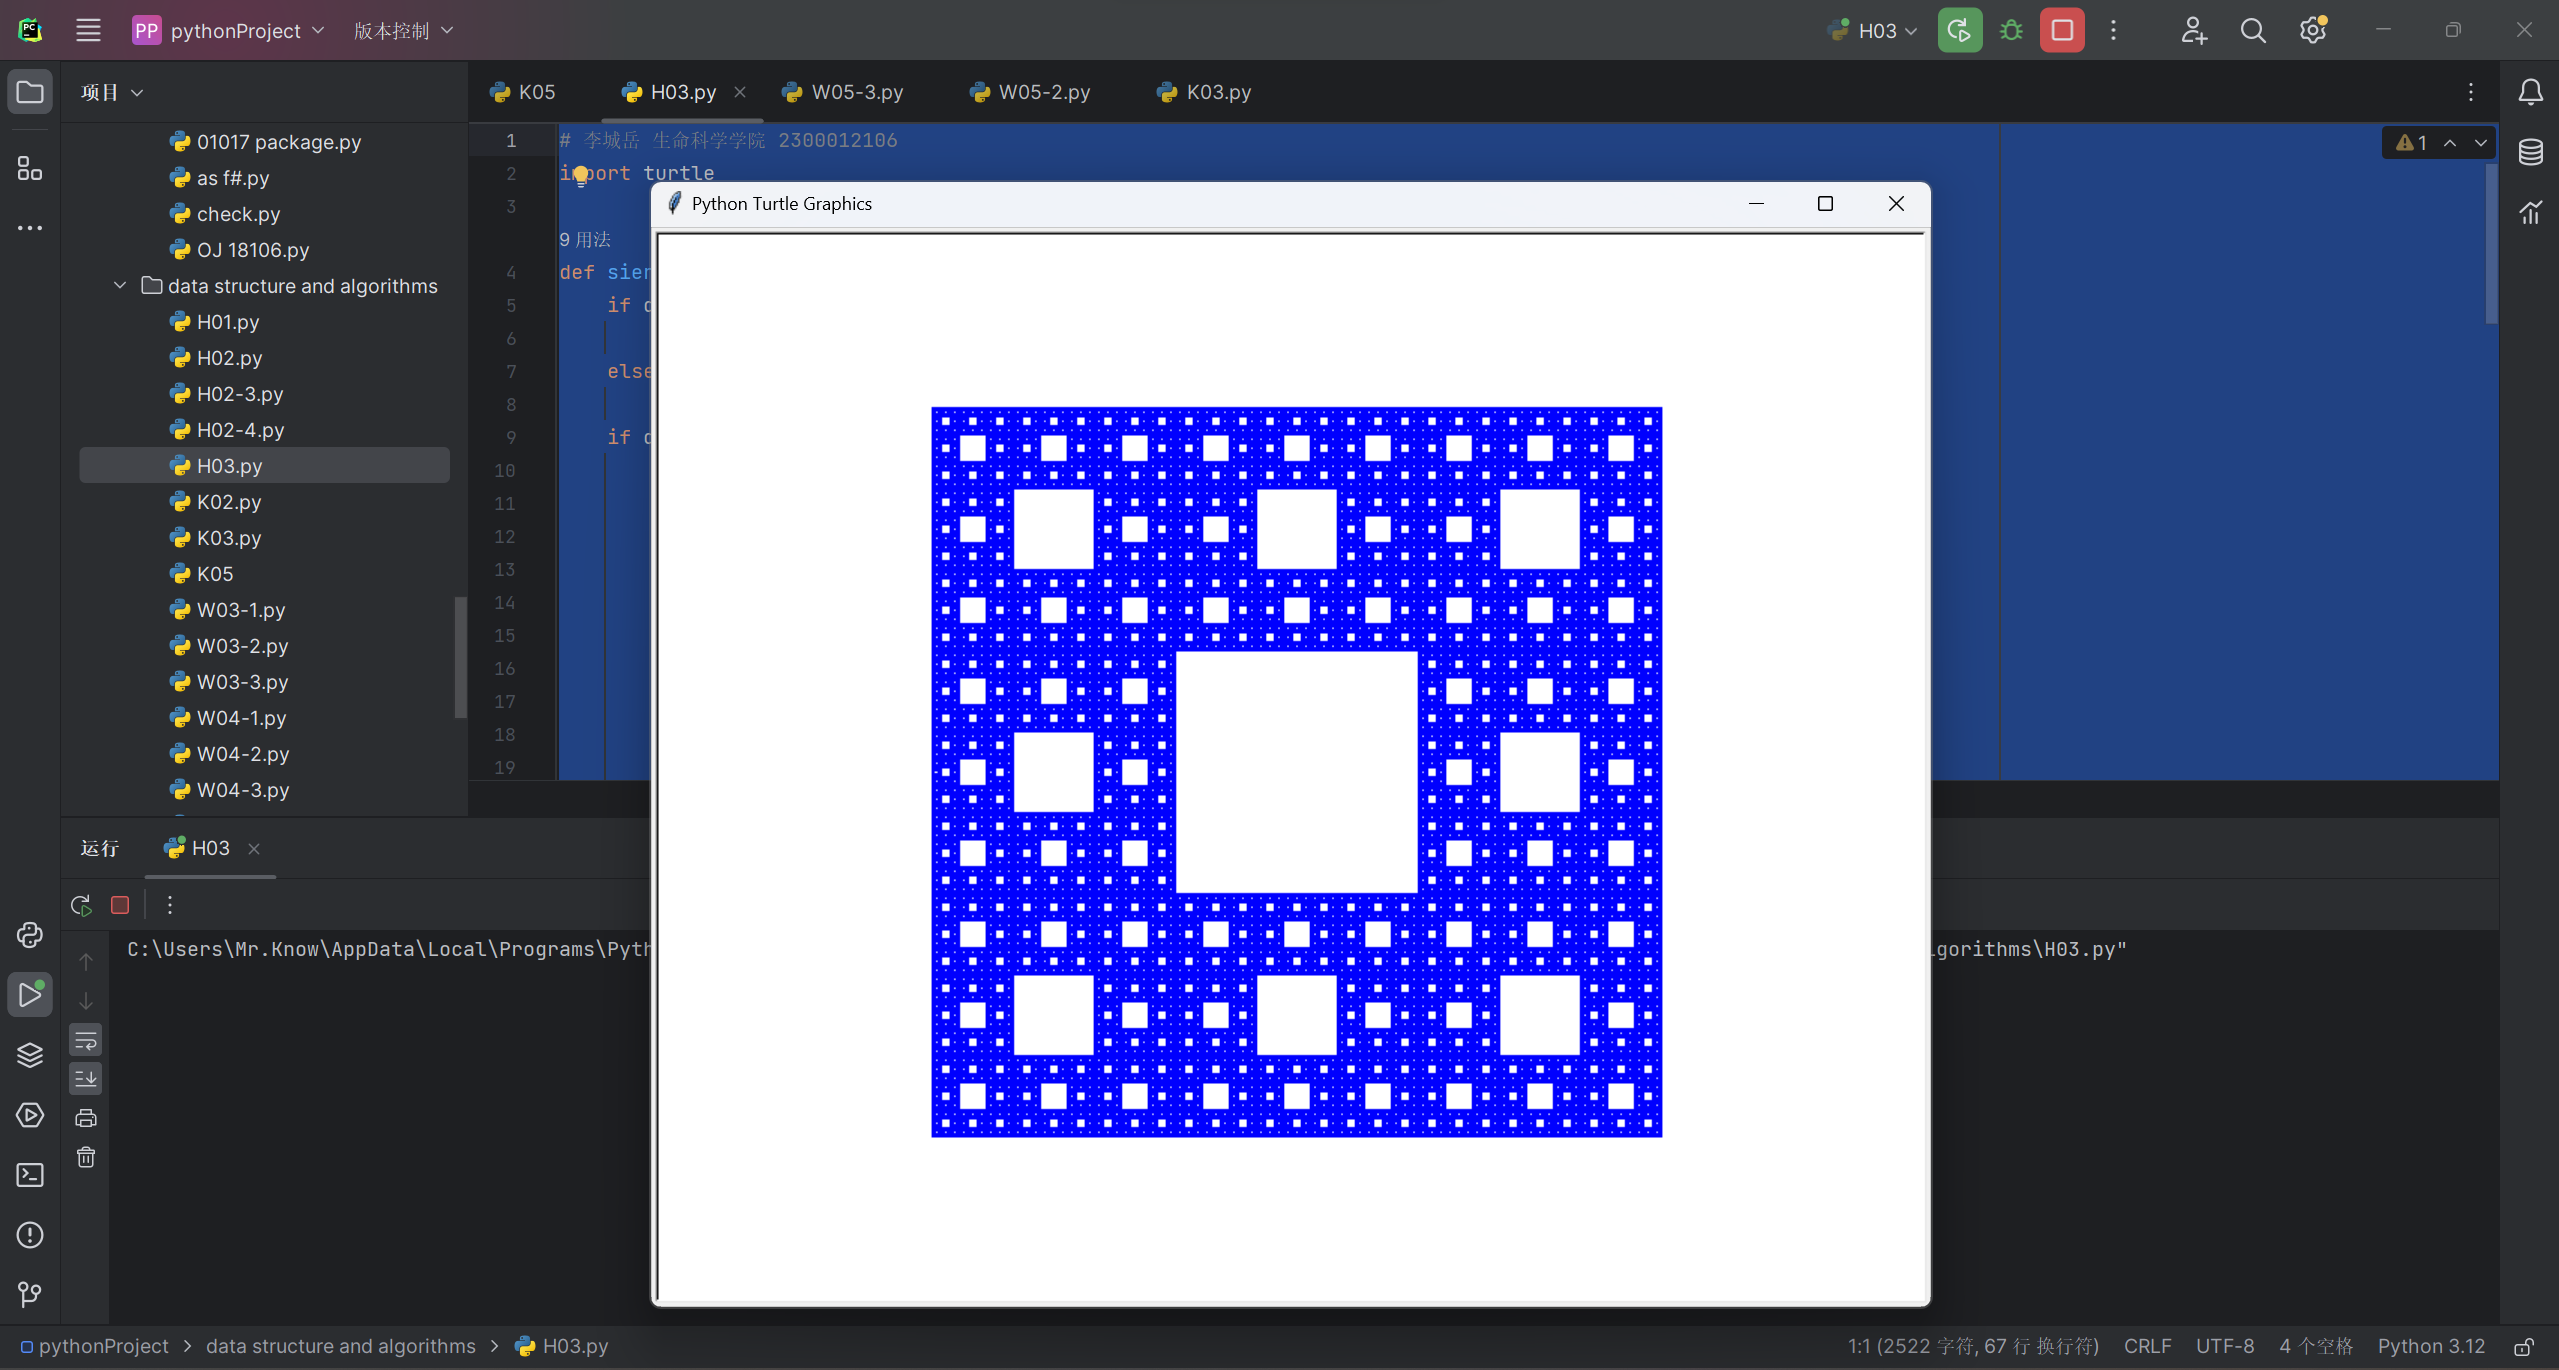 PC
PP pythonProject 版本控制 H03
项目
K05 H03.py W05-3.py W05-2.py K03.py
01017 package.py
as f#.py
check.py
OJ 18106.py
data structure and algorithms
H01.py
H02.py
H02-3.py
H02-4.py
H03.py
K02.py
K03.py
K05
W03-1.py
W03-2.py
W03-3.py
W04-1.py
W04-2.py
W04-3.py
1 # 李城岳 生命科学学院 2300012106
1
2 import turtle
3
9 用法
4 def sier
5 if
6
7 else
8
9 if
10
11
12
13
14
15
16
17
18
19
Python Turtle Graphics
运行 H03
C:\Users\Mr.Know\AppData\Local\Programs\Pyth
gorithms\H03.py"
pythonProject > data structure and algorithms > H03.py
1:1 (2522 字符, 67 行 换行符) CRLF UTF-8 4 个空格 Python 3.12